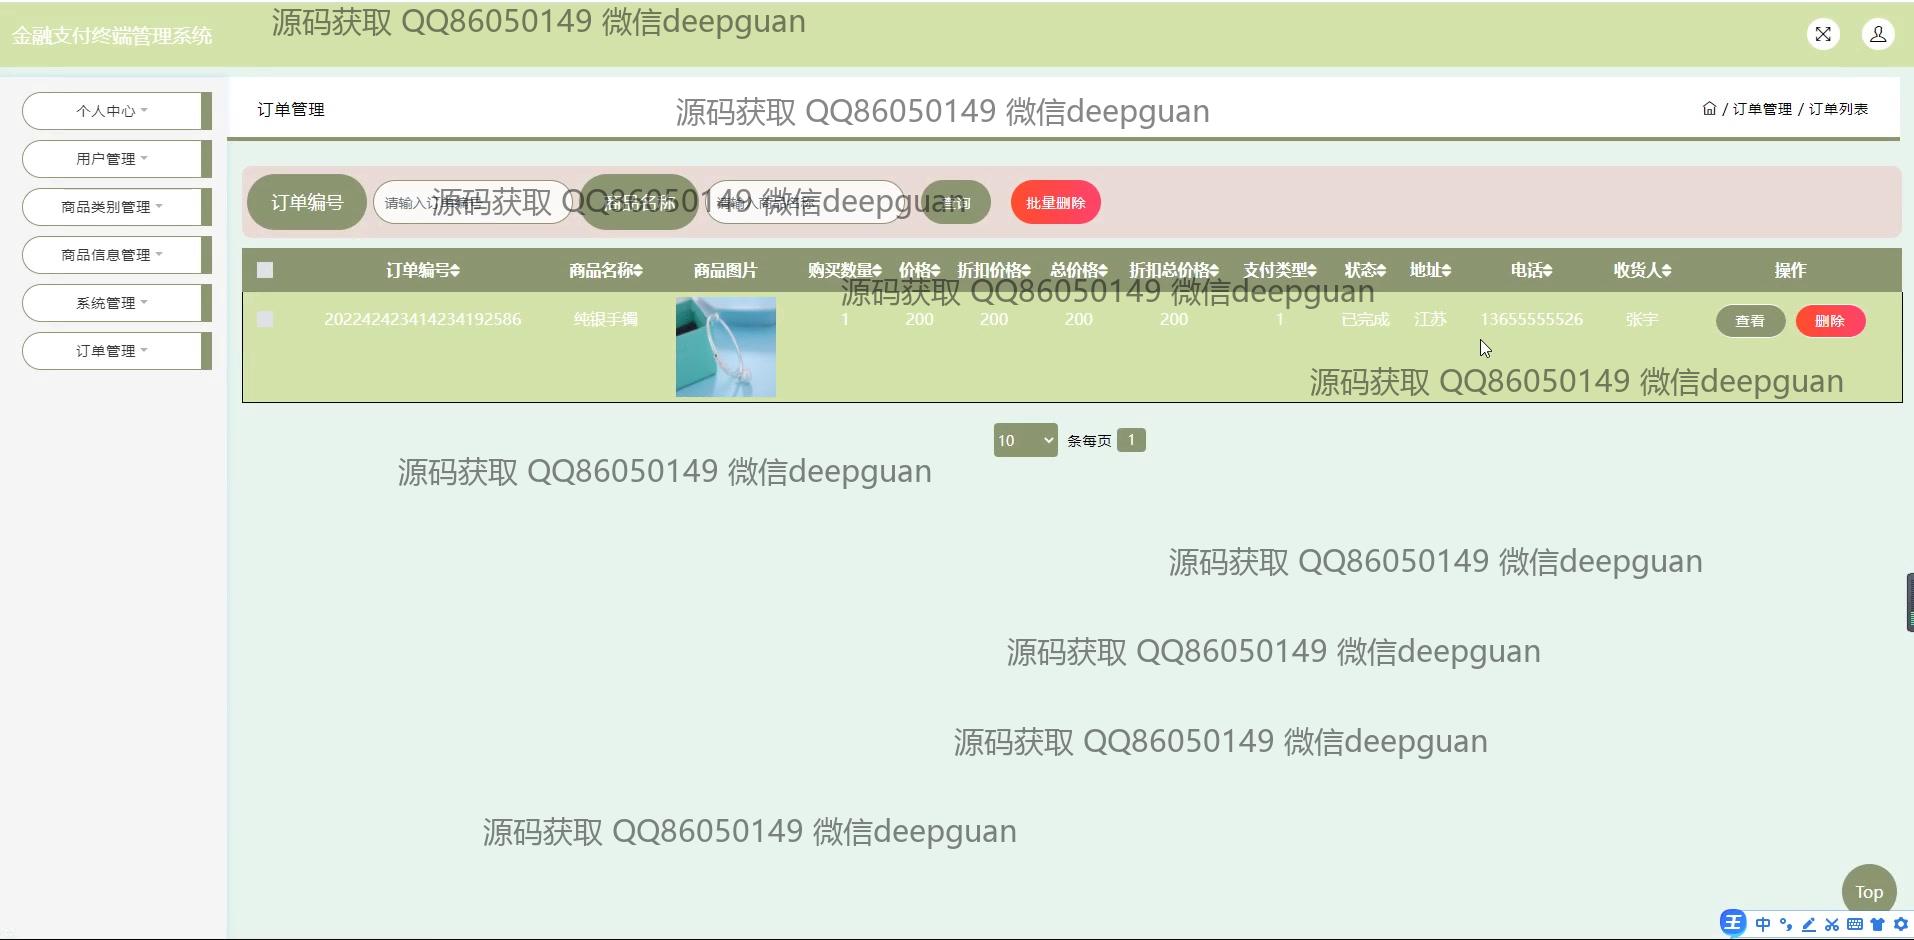 金融支付终端管理系统
源码获取 QQ86050149 微信deepguan
个人中心
用户管理
商品类别管理
商品信息管理
系统管理
订单管理
订单管理
源码获取 QQ86050149 微信deepguan
/ 订单管理 / 订单列表
订单编号 请输入订单编号 商品名称 请输入商品名称 查询 批量删除
源码获取 QQ86050149 微信deepguan
订单编号 商品名称 商品图片 购买数量 价格 折扣价格 总价格 折扣总价格 支付类型 状态 地址 电话 收货人 操作
源码获取 QQ86050149 微信deepguan
202242423414234192586 纯银手镯 1 200 200 200 200 1 已完成 江苏 13655555526 张宇 查看 删除
源码获取 QQ86050149 微信deepguan
10 条每页 1
源码获取 QQ86050149 微信deepguan
源码获取 QQ86050149 微信deepguan
源码获取 QQ86050149 微信deepguan
源码获取 QQ86050149 微信deepguan
源码获取 QQ86050149 微信deepguan
Top
王 中